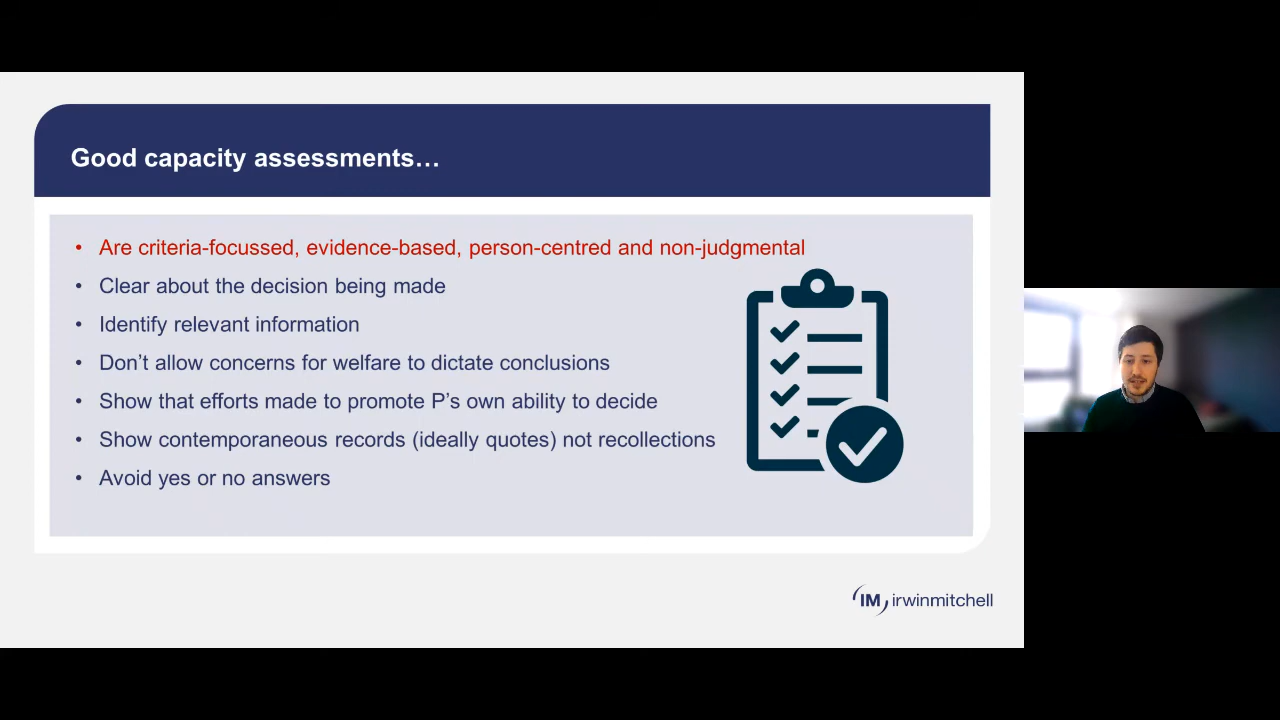 Good capacity assessments…
• Are criteria-focussed, evidence-based, person-centred and non-judgmental
• Clear about the decision being made
• Identify relevant information
• Don’t allow concerns for welfare to dictate conclusions
• Show that efforts made to promote P’s own ability to decide
• Show contemporaneous records (ideally quotes) not recollections
• Avoid yes or no answers
IM irwinmitchell